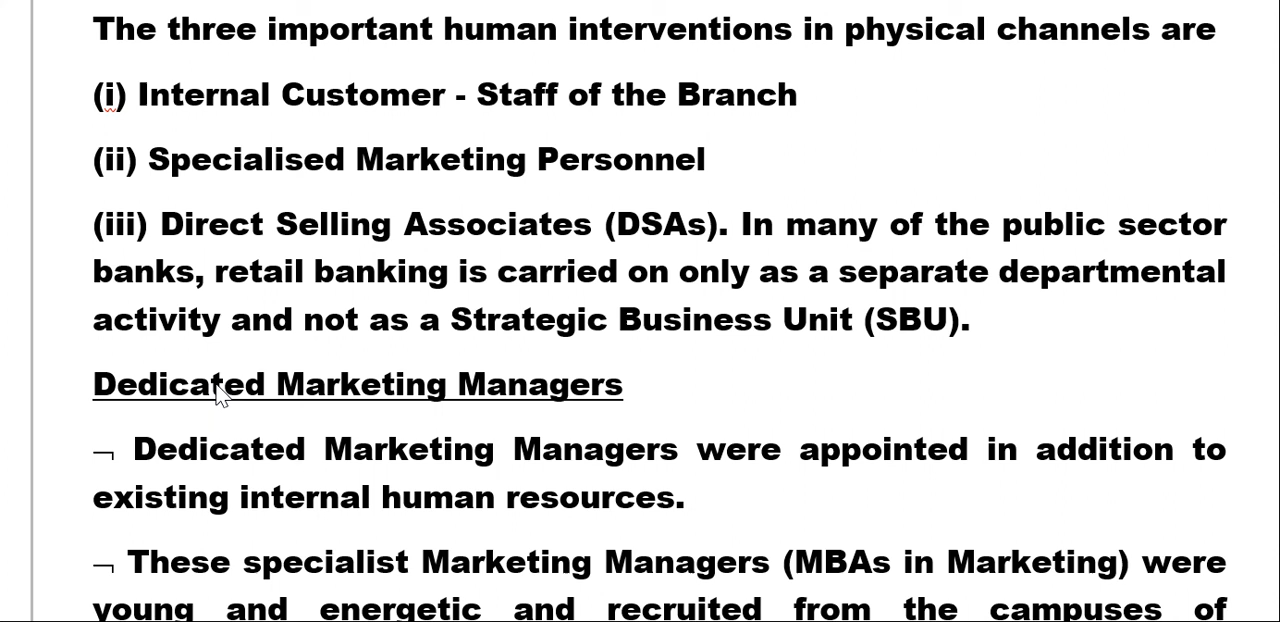 The three important human interventions in physical channels are
(i) Internal Customer - Staff of the Branch
(ii) Specialised Marketing Personnel
(iii) Direct Selling Associates (DSAs). In many of the public sector
banks, retail banking is carried on only as a separate departmental
activity and not as a Strategic Business Unit (SBU).
Dedicated Marketing Managers
¬ Dedicated Marketing Managers were appointed in addition to
existing internal human resources.
¬ These specialist Marketing Managers (MBAs in Marketing) were
young and energetic and recruited from the campuses of